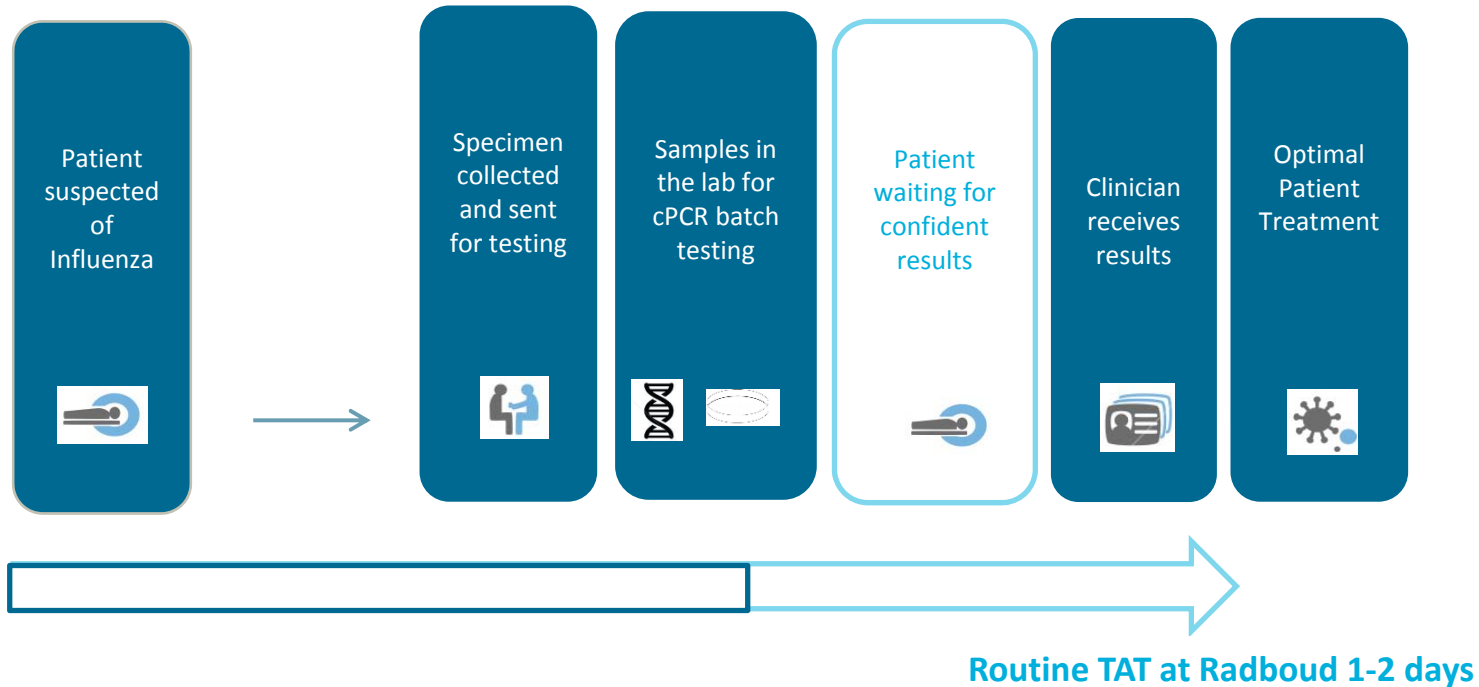 Patient
suspected
of
Influenza
Specimen
collected
and sent
for testing
Samples in
the lab for
cPCR batch
testing
Patient
waiting for
confident
results
Clinician
receives
results
Optimal
Patient
Treatment
Routine TAT at Radboud 1-2 days